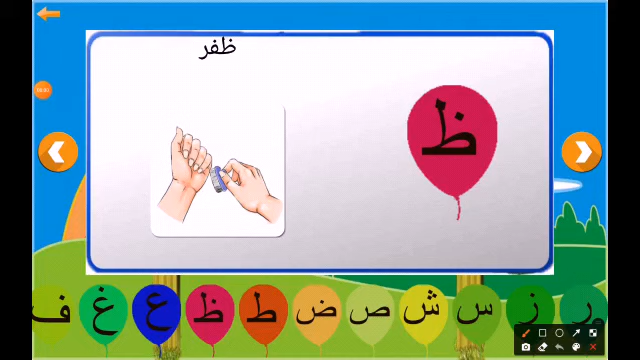 ظفر
ظ
ر ز س ش ص ض ط ظ ع غ ف